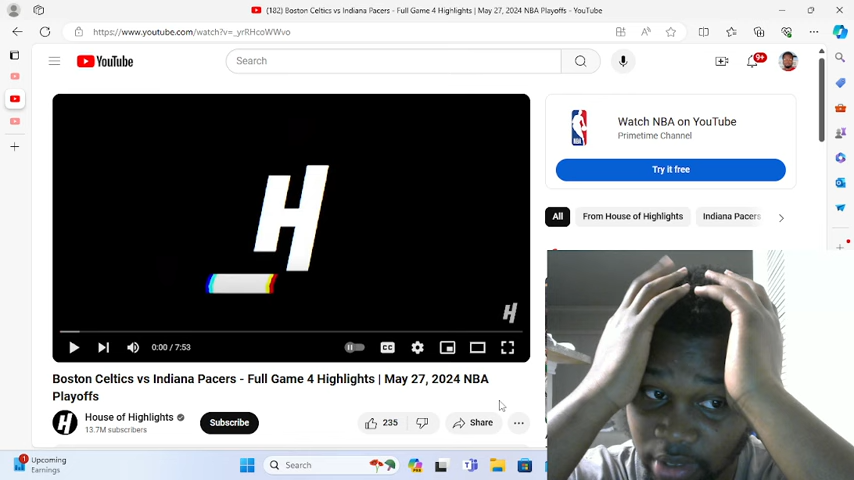 (182) Boston Celtics vs Indiana Pacers - Full Game 4 Highlights | May 27, 2024 NBA Playoffs - YouTube
https://www.youtube.com/watch?v=_yrRHcoWWvo
YouTube
Search
9+
H
H
0:00 / 7:53
CC
Boston Celtics vs Indiana Pacers - Full Game 4 Highlights | May 27, 2024 NBA
Playoffs
H
House of Highlights
13.7M subscribers
Subscribe
235
Share
Watch NBA on YouTube
Primetime Channel
Try it free
All
From House of Highlights
Indiana Pacers
1
Upcoming
Earnings
Search